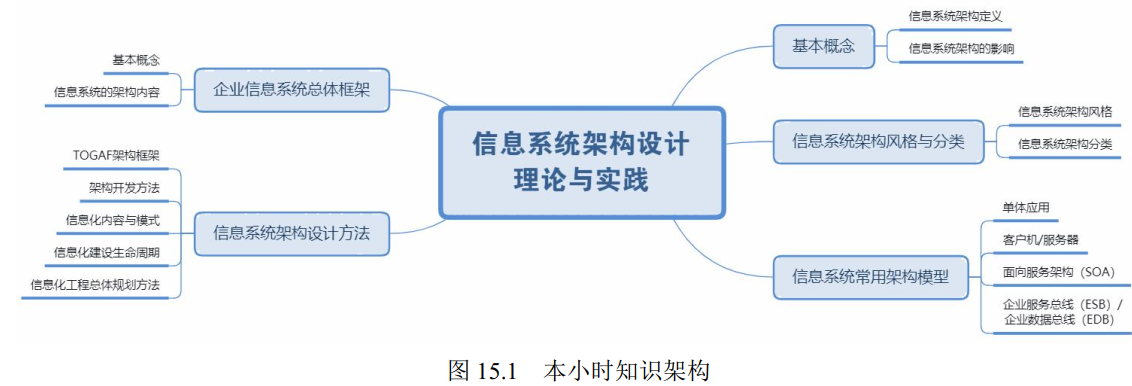 信息系统架构设计
理论与实践
基本概念
信息系统架构定义
信息系统架构的影响
信息系统架构风格与分类
信息系统架构风格
信息系统架构分类
信息系统常用架构模型
单体应用
客户机/服务器
面向服务架构（SOA）
企业服务总线（ESB）/
企业数据总线（EDB）
企业信息系统总体框架
基本概念
信息系统的架构内容
信息系统架构设计方法
TOGAF架构框架
架构开发方法
信息化内容与模式
信息化建设生命周期
信息化工程总体规划方法
图 15.1 本小时知识架构